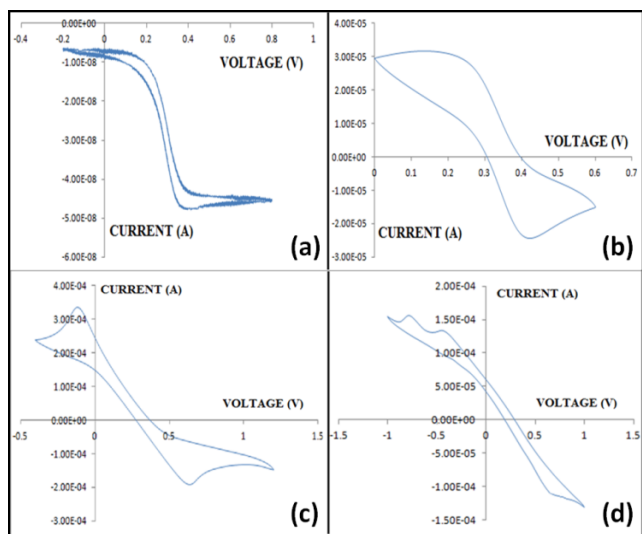 0.00E+00
-0.2 0 0.2 0.4 0.6 0.8 1
VOLTAGE (V)
-1.00E-08
-2.00E-08
-3.00E-08
-4.00E-08
-5.00E-08
-6.00E-08
CURRENT (A)
(a)
4.00E-05
3.00E-05
2.00E-05
1.00E-05
VOLTAGE (V)
0.00E+00
0 0.1 0.2 0.3 0.4 0.5 0.6 0.7
-1.00E-05
-2.00E-05
-3.00E-05
CURRENT (A)
(b)
4.00E-04
CURRENT (A)
3.00E-04
2.00E-04
1.00E-04
VOLTAGE (V)
0.00E+00
-0.5 0 0.5 1 1.5
-1.00E-04
-2.00E-04
-3.00E-04
(c)
2.00E-04
CURRENT (A)
1.50E-04
1.00E-04
5.00E-05
VOLTAGE (V)
0.00E+00
-1.5 -1 -0.5 0 0.5 1 1.5
-5.00E-05
-1.00E-04
-1.50E-04
(d)